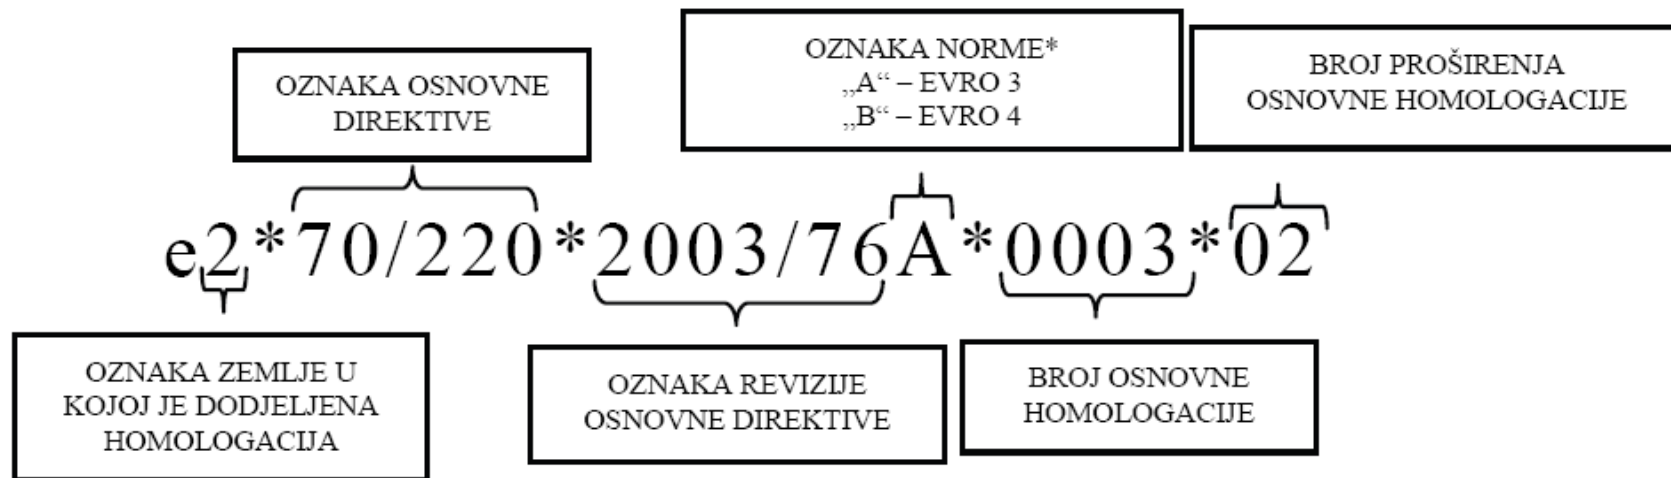 OZNAKA OSNOVNE
DIREKTIVE
OZNAKA NORME*
„A“ – EVRO 3
„B“ – EVRO 4
BROJ PROŠIRENJA
OSNOVNE HOMOLOGACIJE
e2*70/220*2003/76A*0003*02
OZNAKA ZEMLJE U
KOJOJ JE DODJELJENA
HOMOLOGACIJA
OZNAKA REVIZIJE
OSNOVNE DIREKTIVE
BROJ OSNOVNE
HOMOLOGACIJE